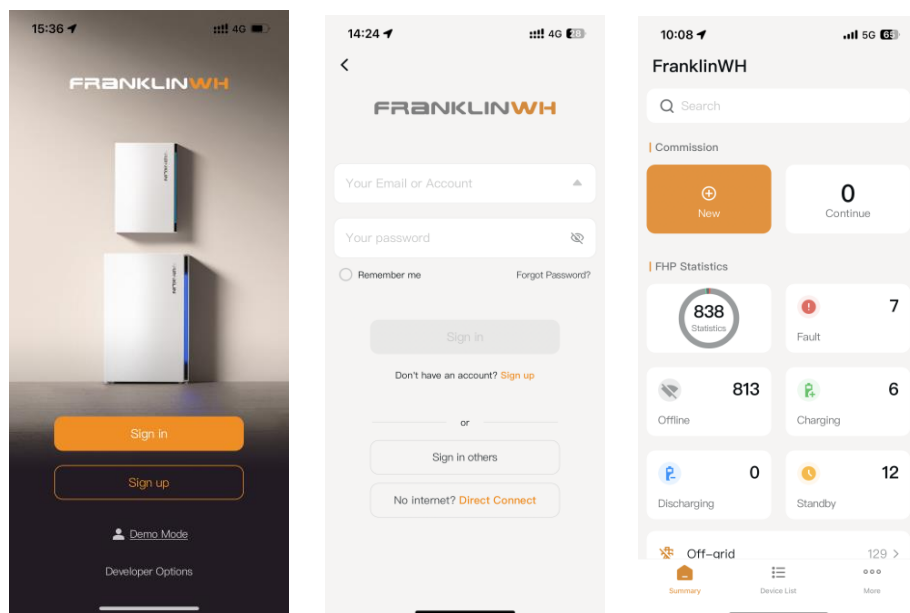 15:36
4G
FRANKLINWH
Sign in
Sign up
Demo Mode
Developer Options
14:24
4G
FRANKLINWH
Your Email or Account
Your password
Remember me
Forgot Password?
Sign in
Don't have an account? Sign up
or
Sign in others
No internet? Direct Connect
10:08
5G
FranklinWH
Search
Commission
New
0
Continue
FHP Statistics
838
Statistics
7
Fault
813
Offline
6
Charging
0
Discharging
12
Standby
Off-grid
129 >
Summary
Device List
More